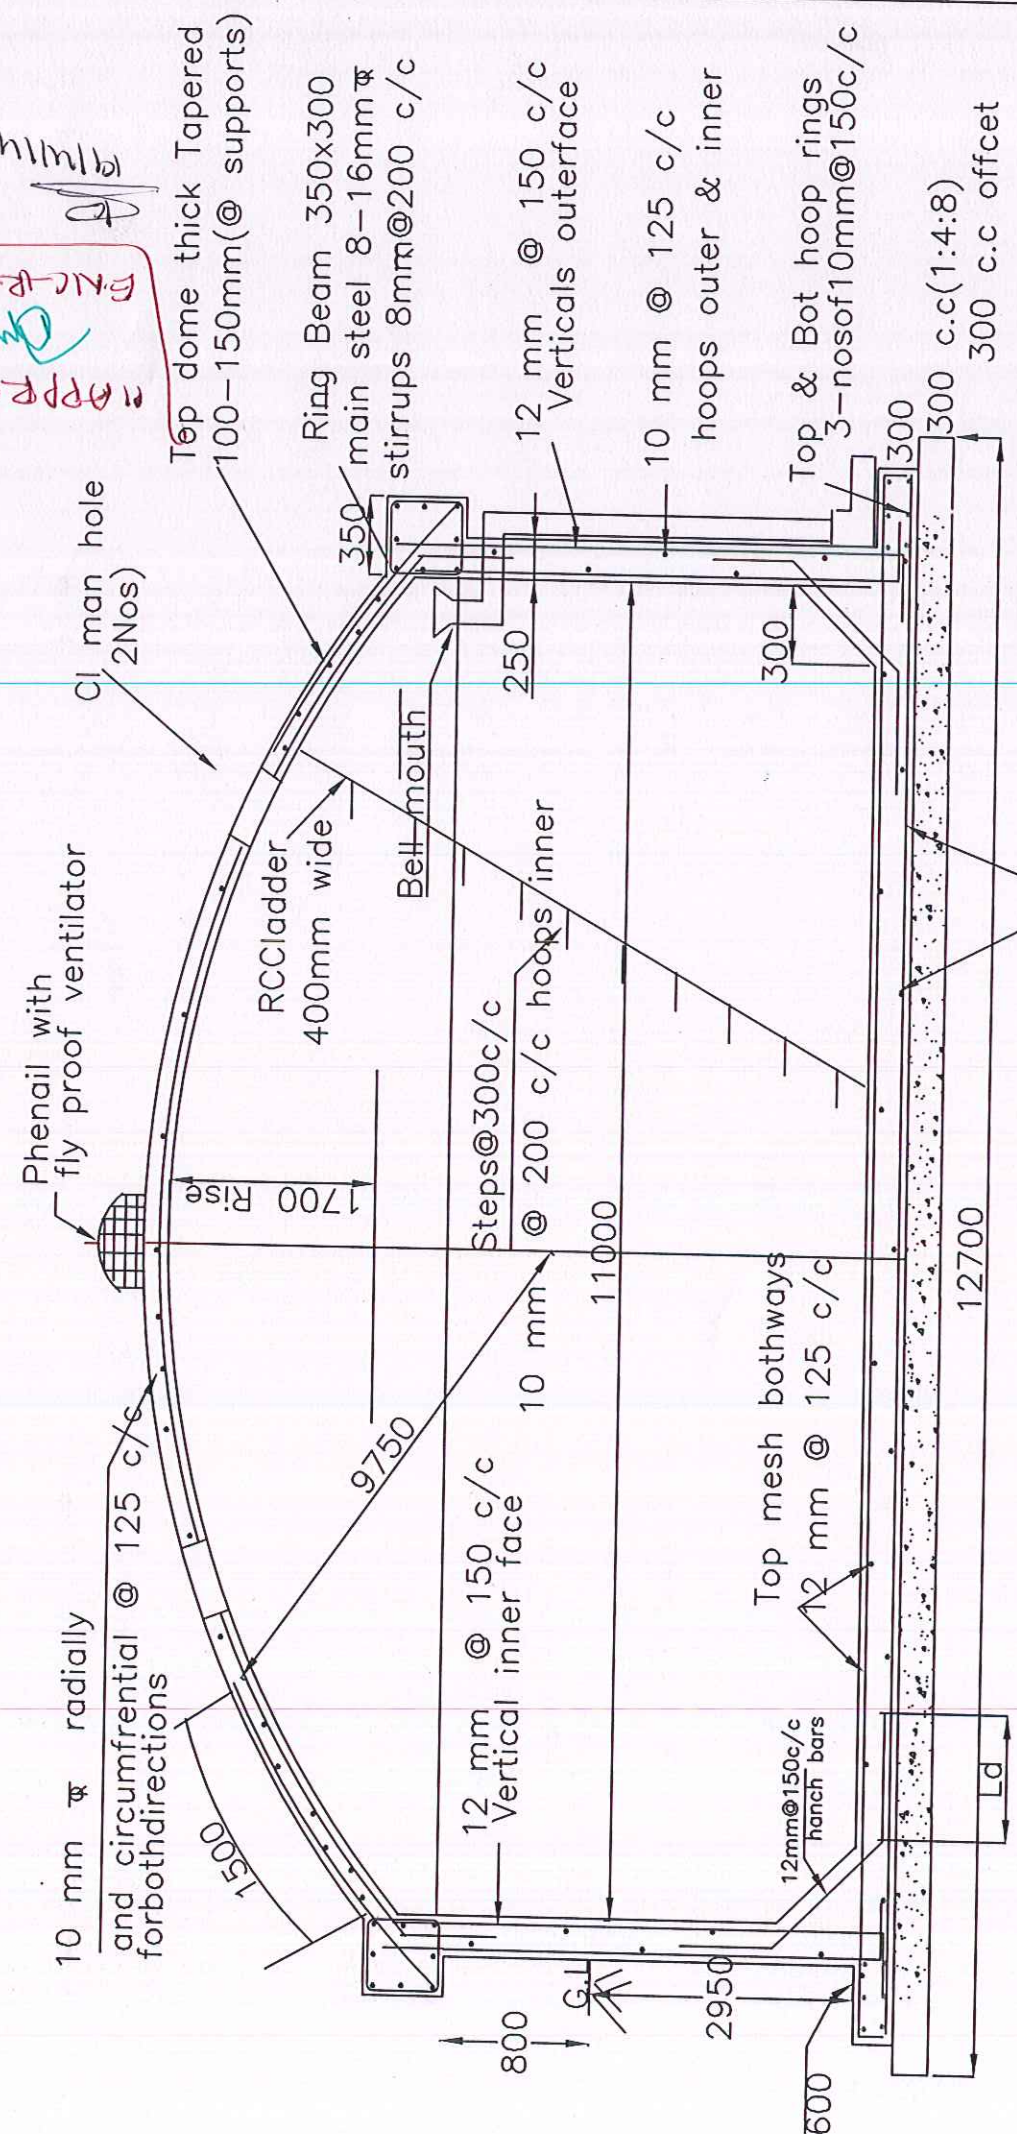 Phenail with
fly proof ventilator
CI man hole
2Nos)
Top dome thick Tapered
100-150mm(@ supports)
10 mm radially
and circumfrential @ 125 c/c
forbothdirections
1500
Rise
1700
RCCladder
400mm wide
350
Ring Beam 350x300
main steel 8-16mm
stirrups 8mm@200 c/c
Bell mouth
9750
Steps@300c/c
800
12 mm @ 150 c/c
Vertical inner face
10 mm @ 200 c/c hoops inner
250
12 mm @ 150 c/c
Verticals outerface
G.L
11000
10 mm @125 c/c
hoops outer & inner
2950
Top mesh bothways
12 mm @ 125 c/c
300
12mm@150c/c
hanch bars
600
Top &Bot hoop rings
3 nosof10mm@150c/c
300
300 c.c(1:4:8)
300 c.c offcet
Ld
12700